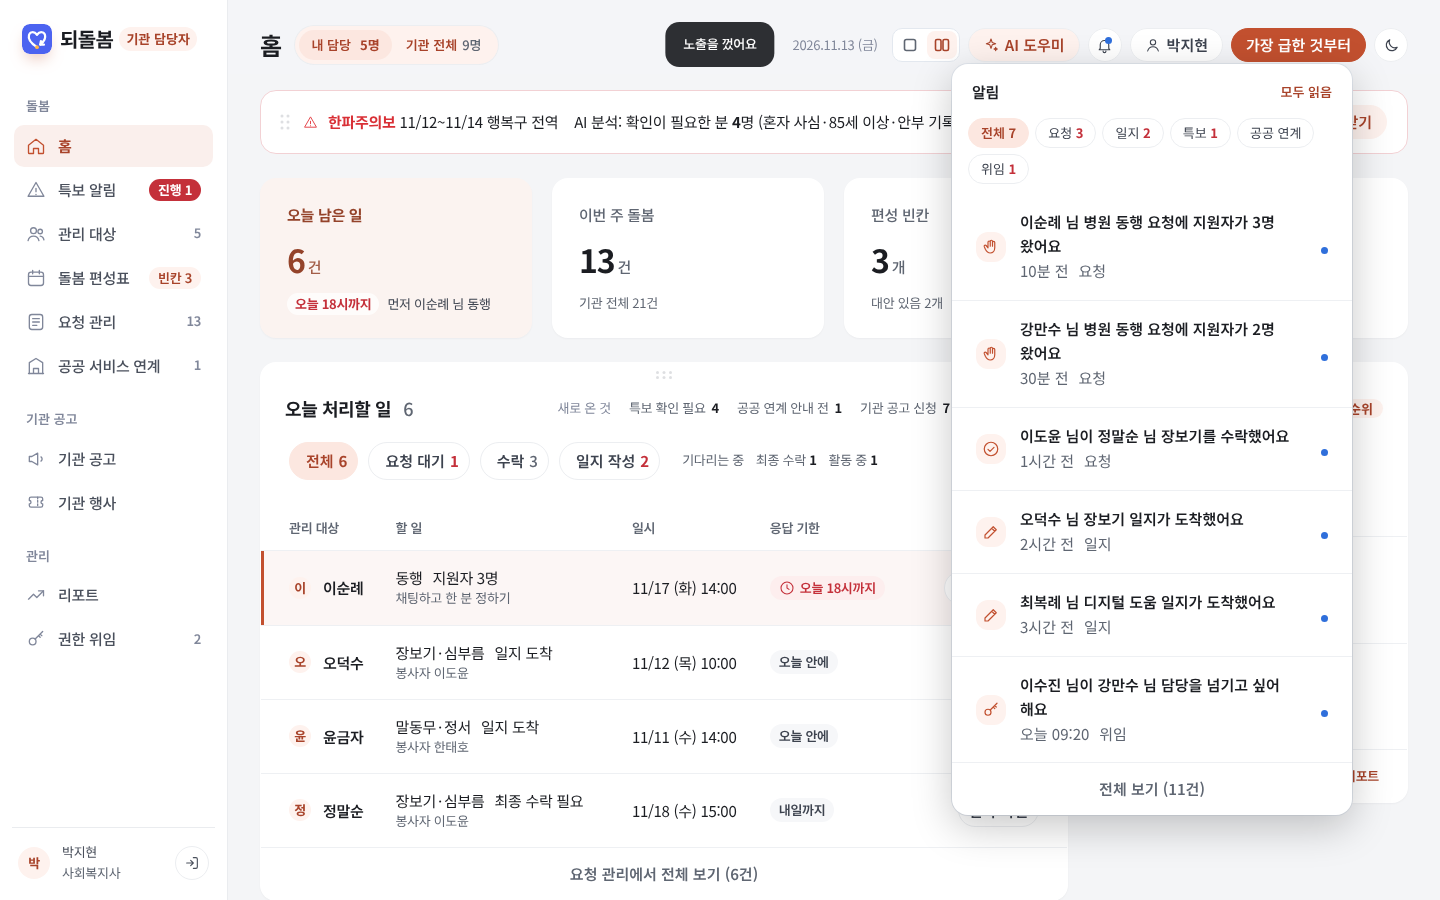 되돌봄 기관 담당자
돌봄
홈
특보 알림 진행 1
관리 대상 5
돌봄 편성표 빈칸 3
요청 관리 13
공공 서비스 연계 1
기관 공고
기관 공고
기관 행사
관리
리포트
권한 위임 2
박 박지현
사회복지사
홈 내 담당 5명 기관 전체 9명
노출을 껐어요
2026.11.13 (금)
AI 도우미
박지현
가장 급한 것부터
한파주의보 11/12~11/14 행복구 전역 AI 분석: 확인이 필요한 분 4명 (혼자 사심·85세 이상·안부 기록
오늘 남은 일
6건
오늘 18시까지 먼저 이순례 님 동행
이번 주 돌봄
13건
기관 전체 21건
편성 빈칸
3개
대안 있음 2개
오늘 처리할 일 6
새로 온 것 특보 확인 필요 4 공공 연계 안내 전 1 기관 공고 신청 7
전체 6 요청 대기 1 수락 3 일지 작성 2 기다리는 중 최종 수락 1 활동 중 1
관리 대상 할 일 일시 응답 기한
이 이순례 동행 지원자 3명 11/17 (화) 14:00 오늘 18시까지
채팅하고 한 분 정하기
오 오덕수 장보기·심부름 일지 도착 11/12 (목) 10:00 오늘 안에
봉사자 이도윤
윤 윤금자 말동무·정서 일지 도착 11/11 (수) 14:00 오늘 안에
봉사자 한태호
정 정말순 장보기·심부름 최종 수락 필요 11/18 (수) 15:00 내일까지
봉사자 이도윤
요청 관리에서 전체 보기 (6건)
알림 모두 읽음
전체 7 요청 3 일지 2 특보 1 공공 연계
위임 1
이순례 님 병원 동행 요청에 지원자가 3명
왔어요
10분 전 요청
강만수 님 병원 동행 요청에 지원자가 2명
왔어요
30분 전 요청
이도윤 님이 정말순 님 장보기를 수락했어요
1시간 전 요청
오덕수 님 장보기 일지가 도착했어요
2시간 전 일지
최복례 님 디지털 도움 일지가 도착했어요
3시간 전 일지
이수진 님이 강만수 님 담당을 넘기고 싶어
해요
오늘 09:20 위임
전체 보기 (11건)